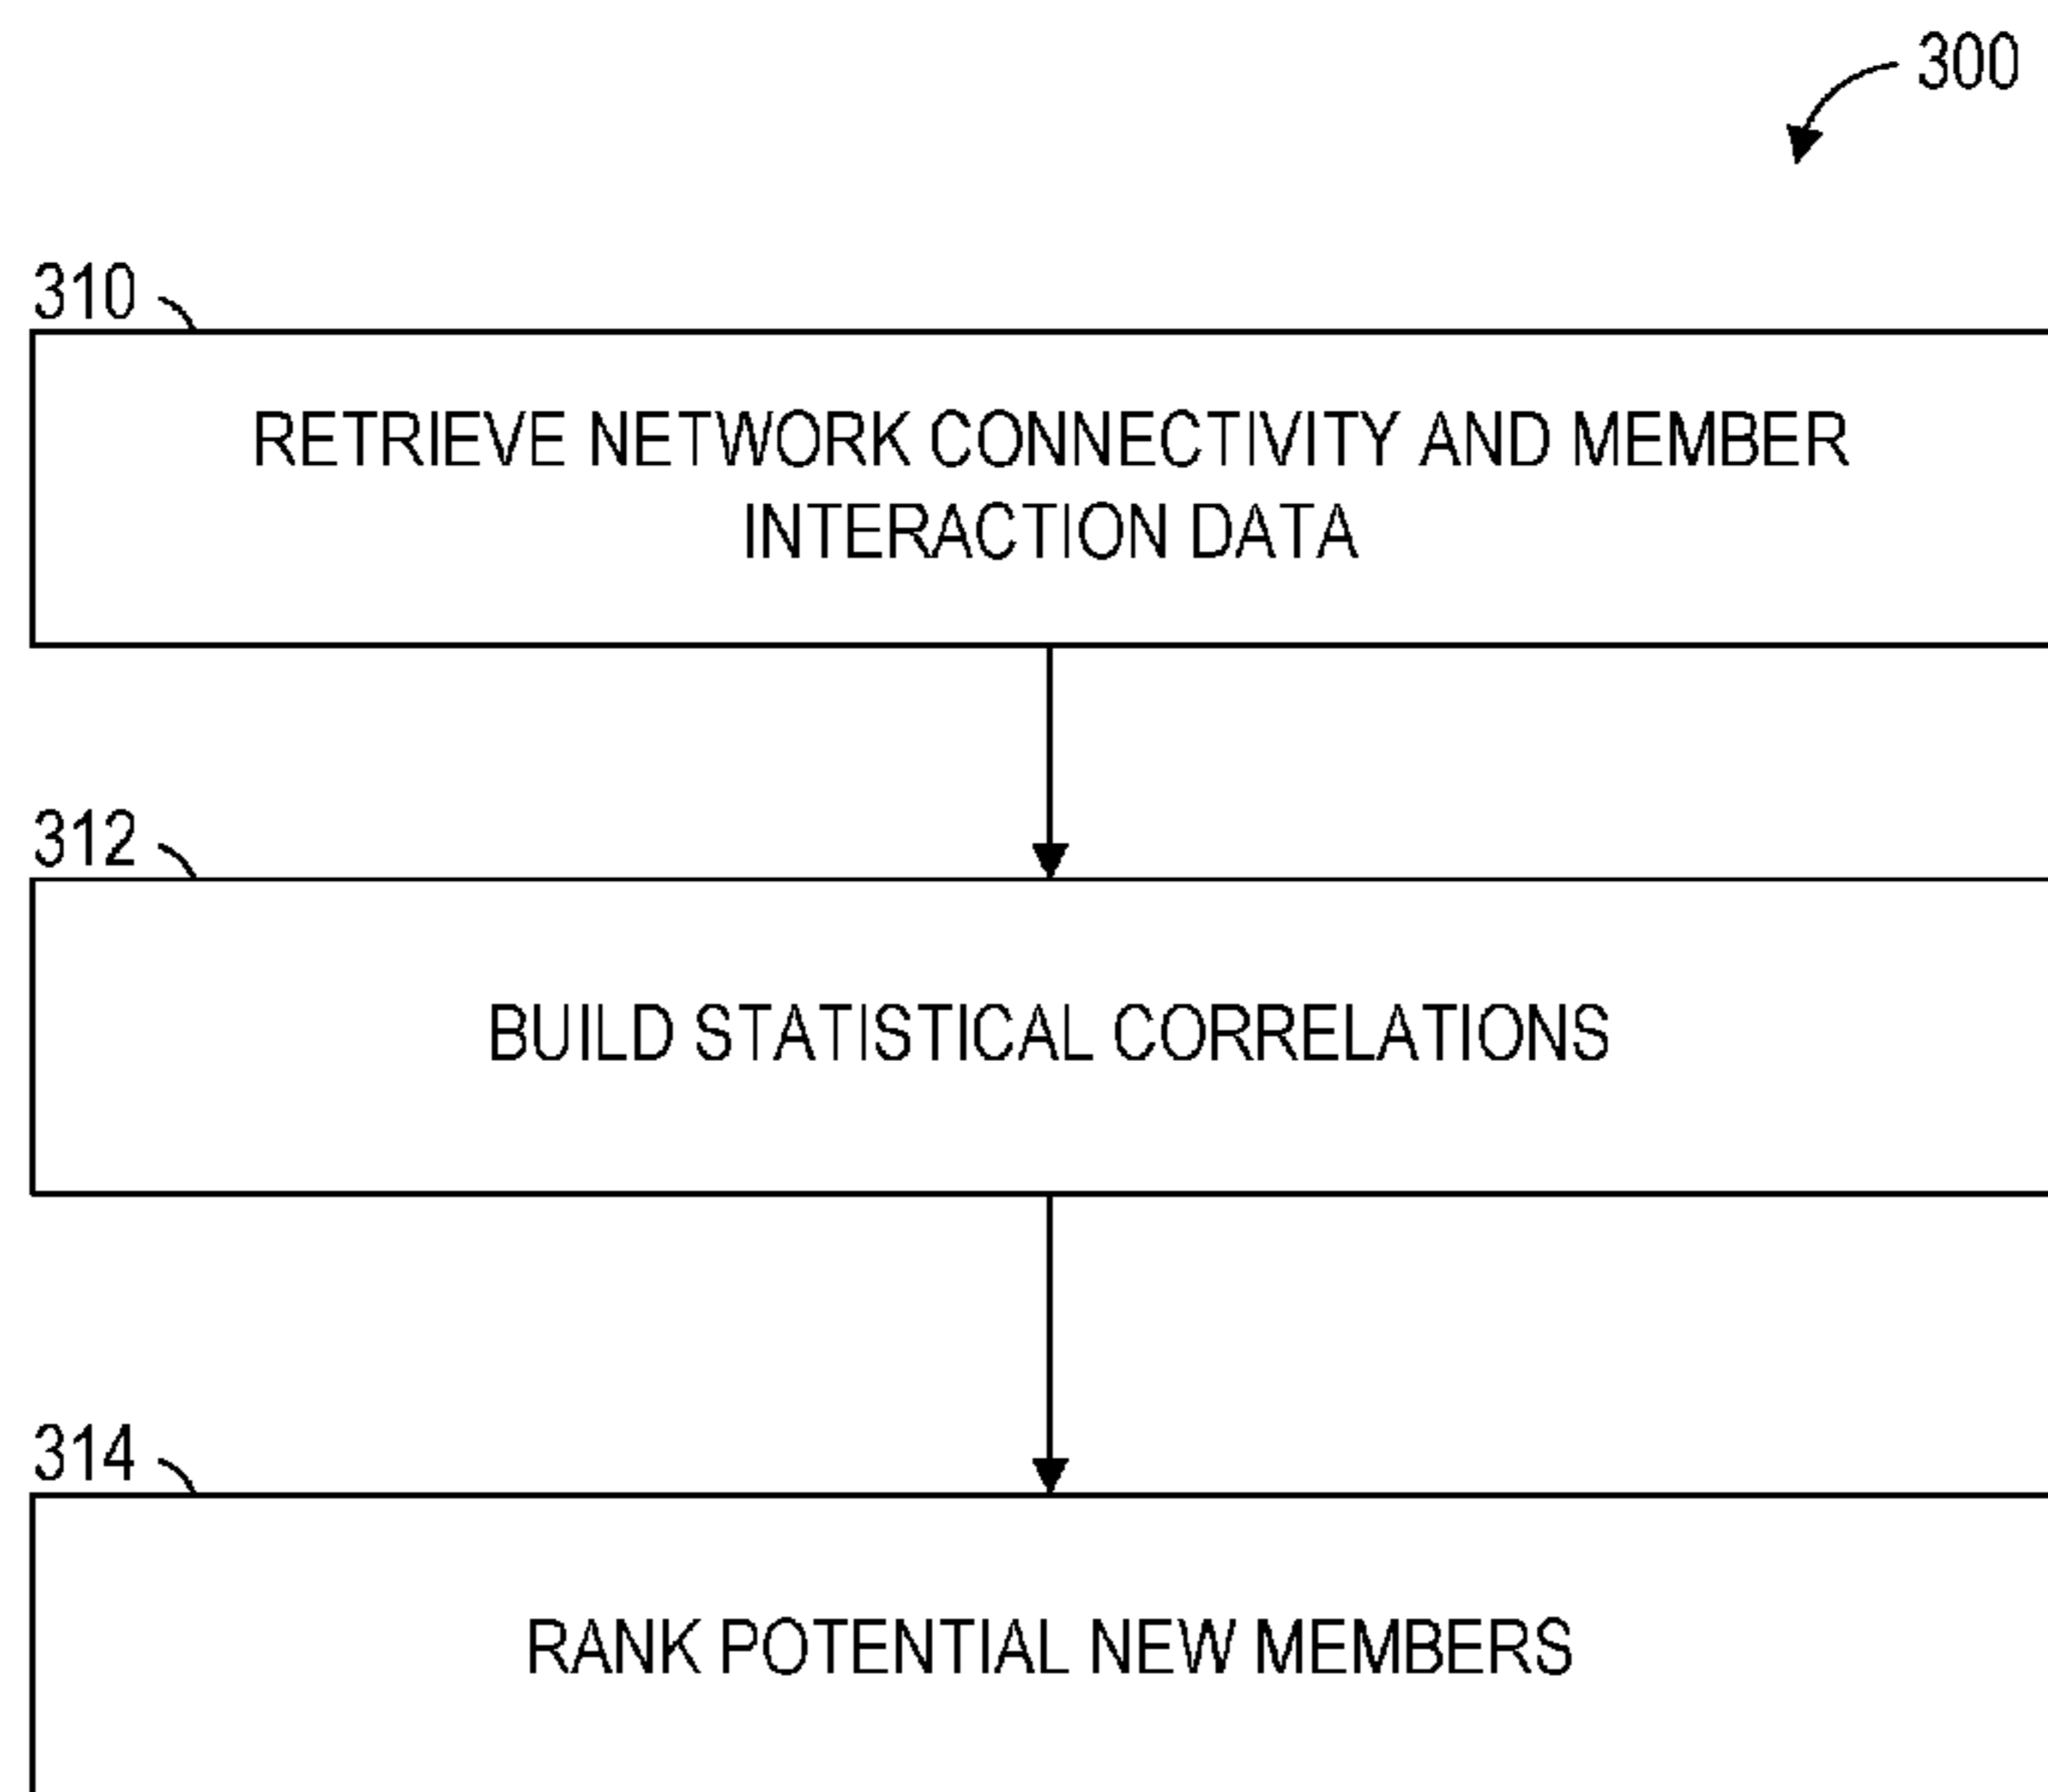 300
310
RETRIEVE NETWORK CONNECTIVITY AND MEMBER
INTERACTION DATA
312
BUILD STATISTICAL CORRELATIONS
314
RANK POTENTIAL NEW MEMBERS